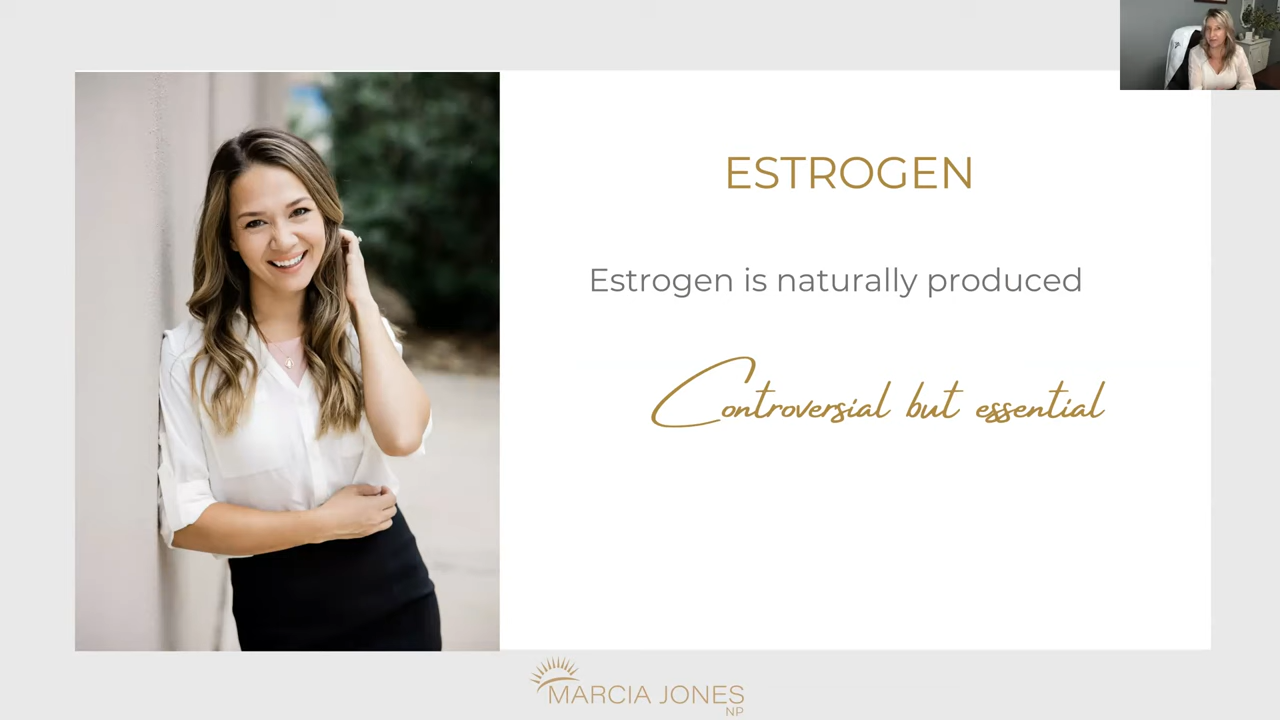 ESTROGEN
Estrogen is naturally produced
Controversial but essential
MARCIA JONES
NP